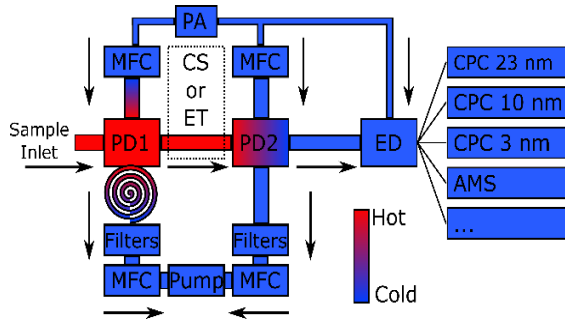 PA
MFC
CS
or
ET
MFC
CPC 23 nm
CPC 10 nm
Sample
Inlet
PD1
PD2
ED
CPC 3 nm
AMS
...
Hot
Cold
Filters
Filters
MFC
Pump
MFC